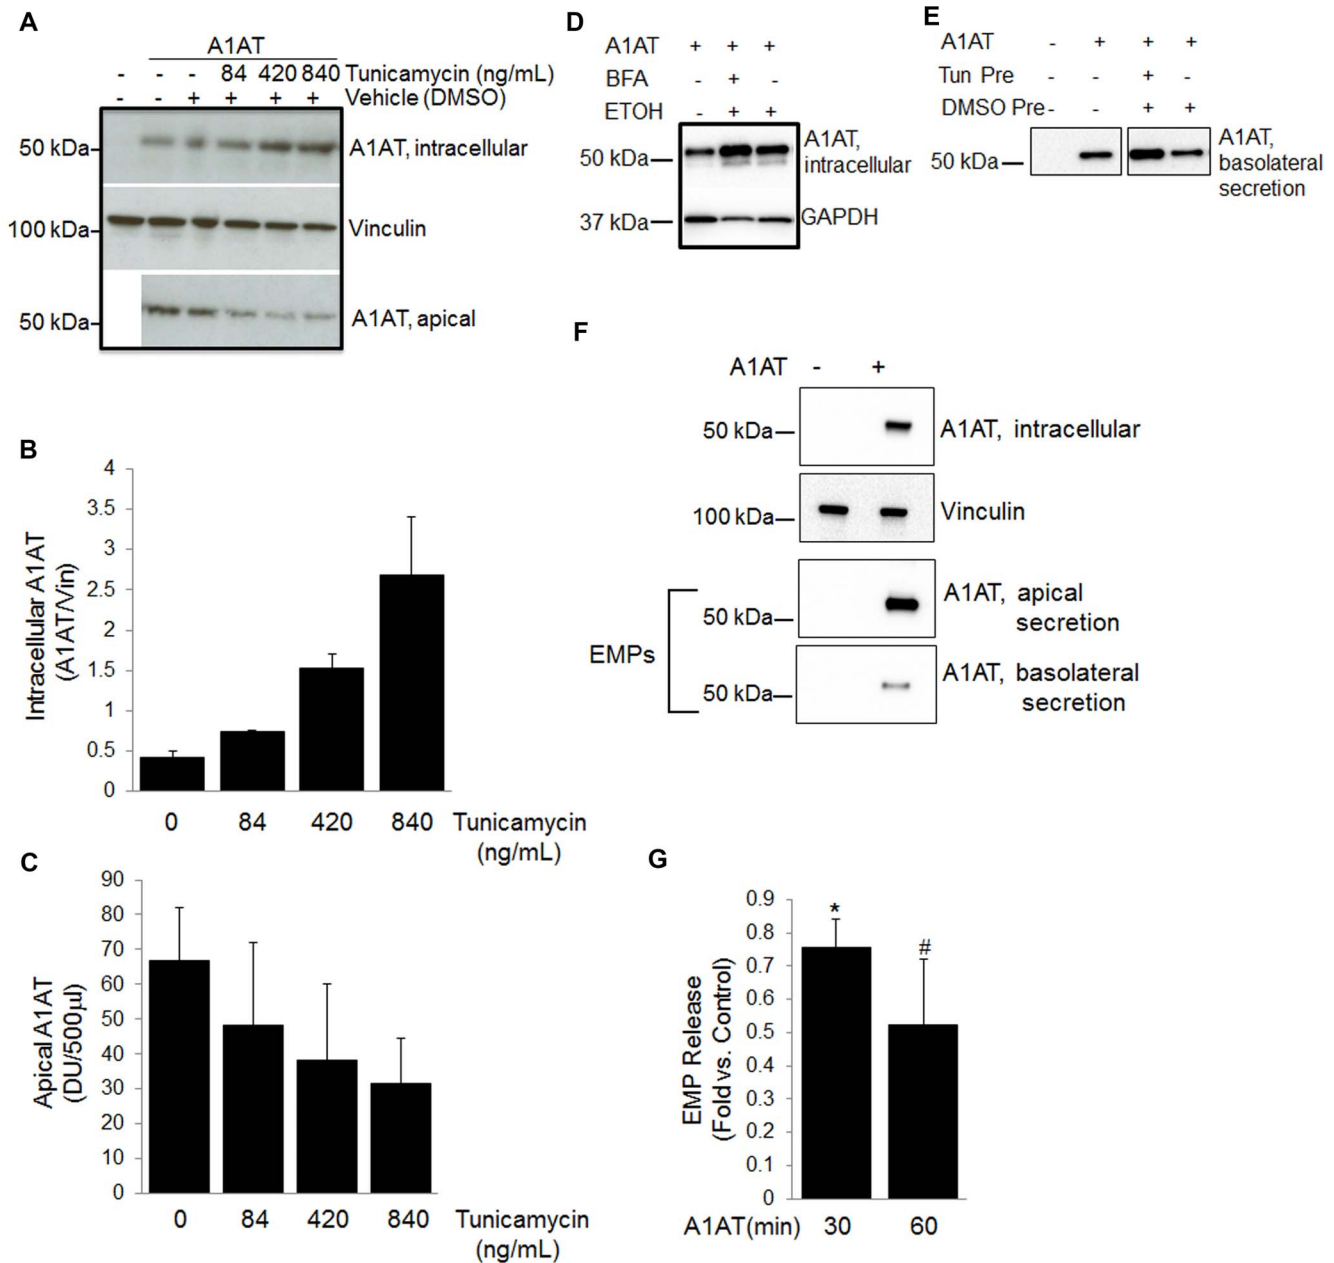 A
A1AT
- - - 84 420 840 Tunicamycin (ng/mL)
- - + + + + Vehicle (DMSO)
50 kDa A1AT, intracellular
100 kDa Vinculin
50 kDa A1AT, apical
B
Intracellular A1AT
(A1AT/Vin)
4
3.5
3
2.5
2
1.5
1
0.5
0
0 84 420 840 Tunicamycin
(ng/mL)
C
Apical A1AT
(DU/500µl)
90
80
70
60
50
40
30
20
10
0
0 84 420 840 Tunicamycin
(ng/mL)
D
A1AT + + +
BFA - + -
ETOH - + +
50 kDa A1AT,
intracellular
37 kDa GAPDH
E
A1AT - + + +
Tun Pre - - + -
DMSO Pre - - + +
50 kDa A1AT,
basolateral
secretion
F
A1AT - +
50 kDa A1AT, intracellular
100 kDa Vinculin
EMPs
50 kDa A1AT, apical
secretion
50 kDa A1AT, basolateral
secretion
G
EMP Release
(Fold vs. Control)
0.9
0.8
0.7
0.6
0.5
0.4
0.3
0.2
0.1
0
* #
A1AT(min) 30 60